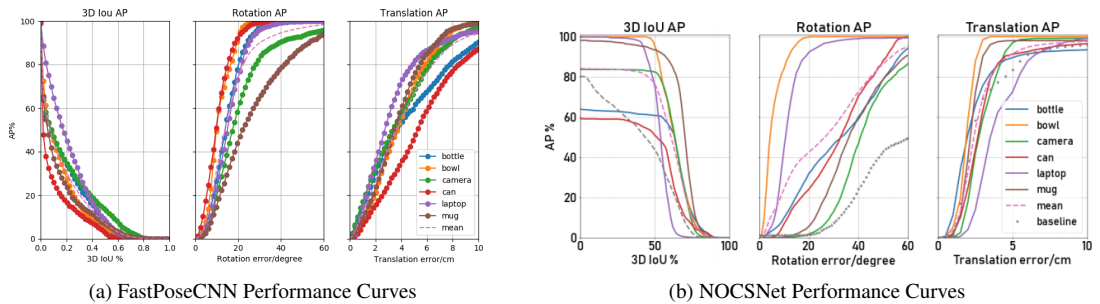 3D Iou AP
Rotation AP
Translation AP
AP%
100
80
60
40
20
0
0.0 0.2 0.4 0.6 0.8 1.0
3D IOU %
0 20 40 60
Rotation error/degree
0 2 4 6 8 10
Translation error/cm
bottle
bowl
camera
can
laptop
mug
mean
(a) FastPoseCNN Performance Curves
3D IoU AP
Rotation AP
Translation AP
AP %
100
80
60
40
20
0
0 50 100
3D IoU %
0 20 40 60
Rotation error/degree
0 5 10
Translation error/cm
bottle
bowl
camera
can
laptop
mug
mean
baseline
(b) NOCSNet Performance Curves